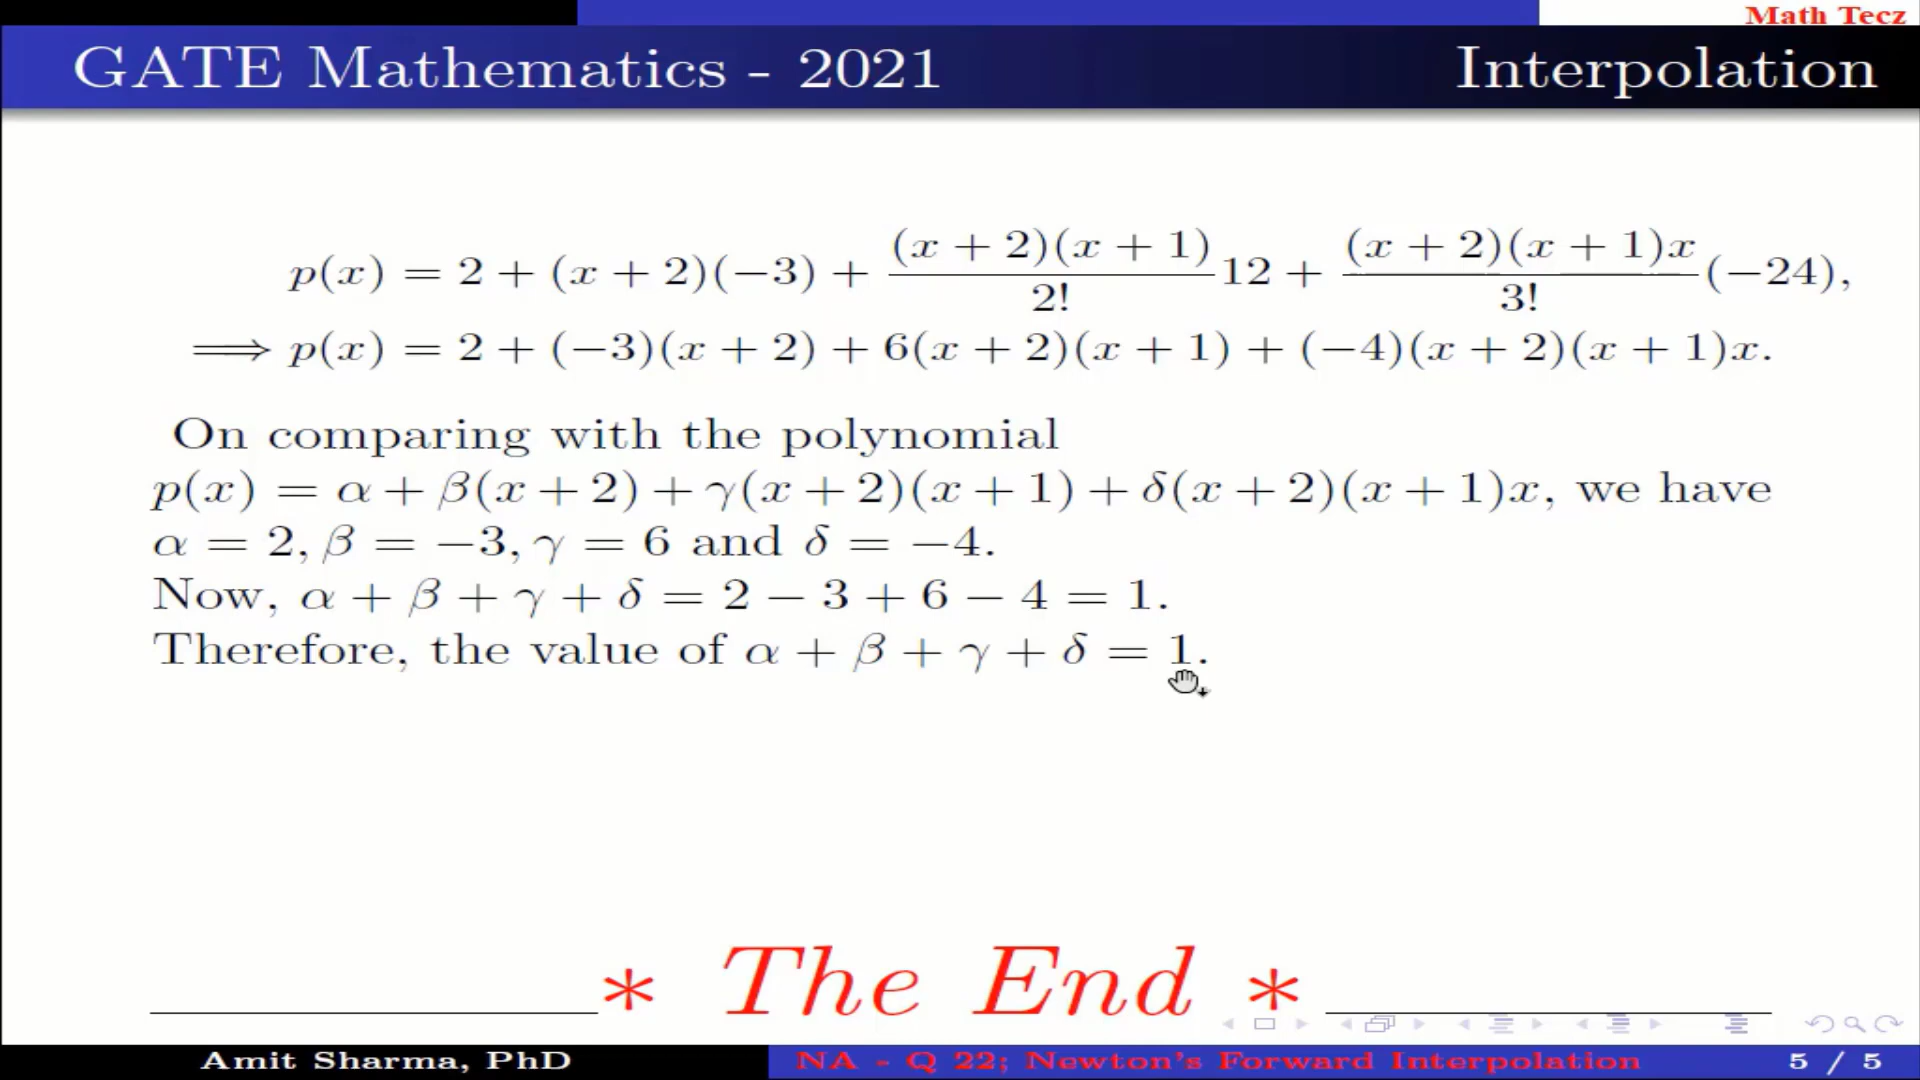 Math Tecz
GATE Mathematics - 2021 Interpolation
p(x) = 2 + (x + 2)(−3) + \frac{(x + 2)(x + 1)}{2!}12 + \frac{(x + 2)(x + 1)x}{3!}(−24),
⟹ p(x) = 2 + (−3)(x + 2) + 6(x + 2)(x + 1) + (−4)(x + 2)(x + 1)x.
On comparing with the polynomial
p(x) = α + β(x + 2) + γ(x + 2)(x + 1) + δ(x + 2)(x + 1)x, we have
α = 2, β = −3, γ = 6 and δ = −4.
Now, α + β + γ + δ = 2 − 3 + 6 − 4 = 1.
Therefore, the value of α + β + γ + δ = 1.
* The End *
Amit Sharma, PhD NA - Q 22; Newton's Forward Interpolation 5 / 5